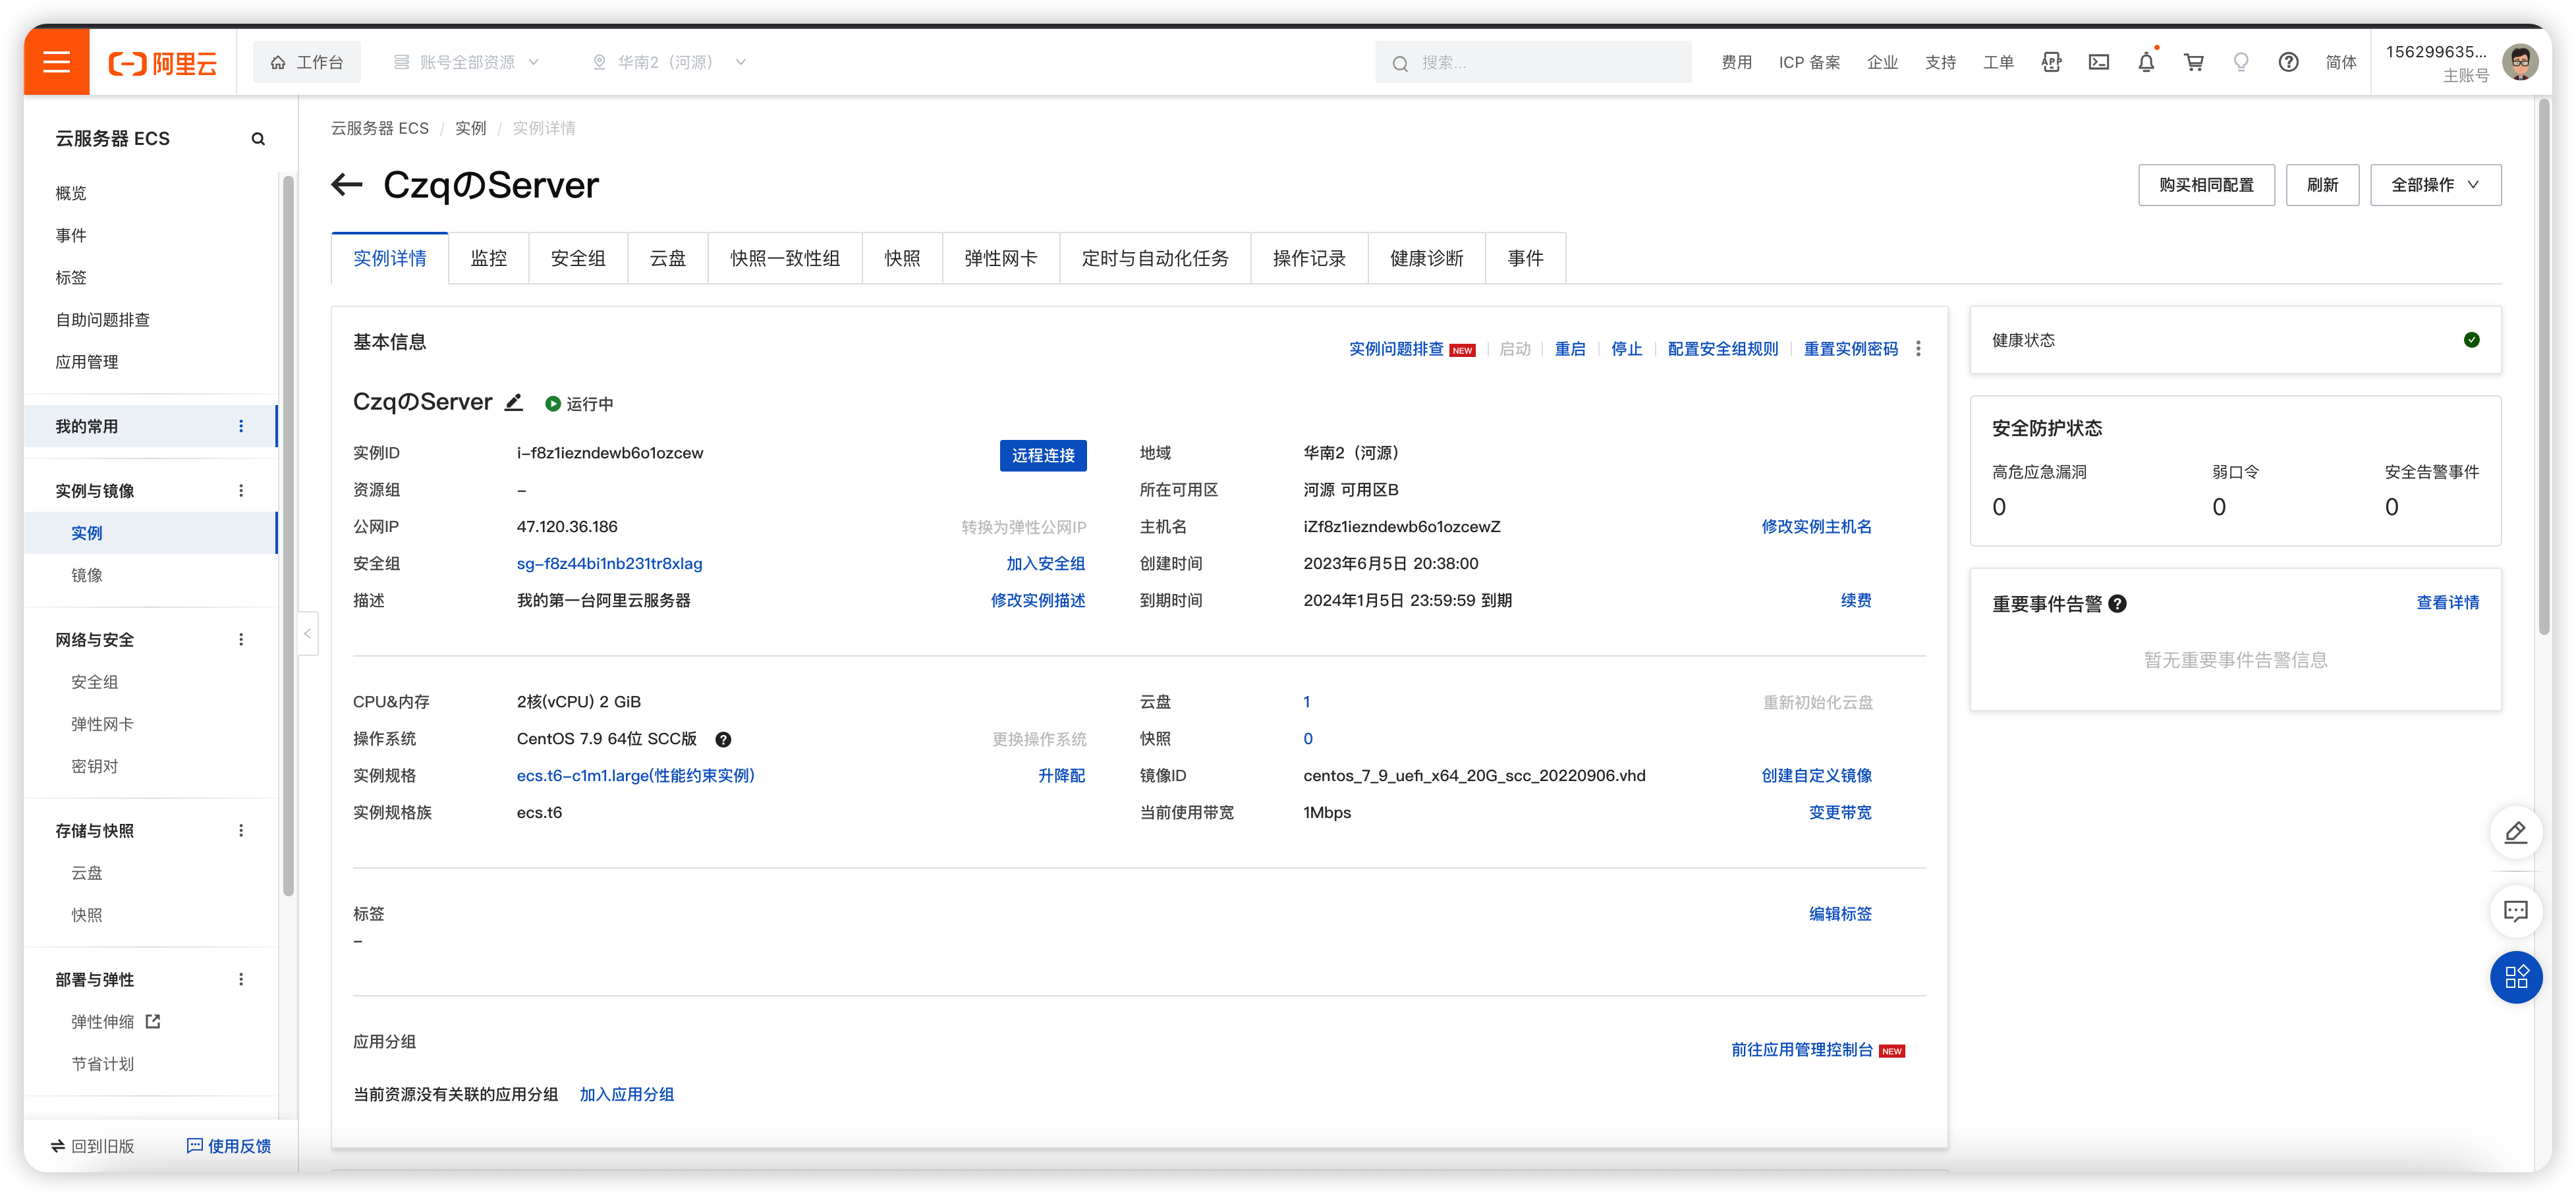 阿里云
工作台
账号全部资源
华南2（河源）
搜索...
费用
ICP 备案
企业
支持
工单
APP
简体
156299635...
主账号
云服务器 ECS
概览
事件
标签
自助问题排查
应用管理
我的常用
实例与镜像
实例
镜像
网络与安全
安全组
弹性网卡
密钥对
存储与快照
云盘
快照
部署与弹性
弹性伸缩
节省计划
回到旧版
使用反馈
云服务器 ECS / 实例 / 实例详情
CzqのServer
购买相同配置
刷新
全部操作
实例详情
监控
安全组
云盘
快照一致性组
快照
弹性网卡
定时与自动化任务
操作记录
健康诊断
事件
基本信息
实例问题排查 NEW
启动
重启
停止
配置安全组规则
重置实例密码
CzqのServer
运行中
实例ID i-f8z1iezndewb6o1ozcew 远程连接
地域 华南2（河源）
资源组 –
所在可用区 河源 可用区B
公网IP 47.120.36.186 转换为弹性公网IP
主机名 iZf8z1iezndewb6o1ozcewZ 修改实例主机名
安全组 sg-f8z44bi1nb231tr8xlag 加入安全组
创建时间 2023年6月5日 20:38:00
描述 我的第一台阿里云服务器 修改实例描述
到期时间 2024年1月5日 23:59:59 到期 续费
CPU&内存 2核(vCPU) 2 GiB
云盘 1 重新初始化云盘
操作系统 CentOS 7.9 64位 SCC版 更换操作系统
快照 0
实例规格 ecs.t6-c1m1.large(性能约束实例) 升降配
镜像ID centos_7_9_uefi_x64_20G_scc_20220906.vhd 创建自定义镜像
实例规格族 ecs.t6
当前使用带宽 1Mbps 变更带宽
标签 编辑标签
–
应用分组
前往应用管理控制台 NEW
当前资源没有关联的应用分组 加入应用分组
健康状态
安全防护状态
高危应急漏洞 弱口令 安全告警事件
0 0 0
重要事件告警 查看详情
暂无重要事件告警信息